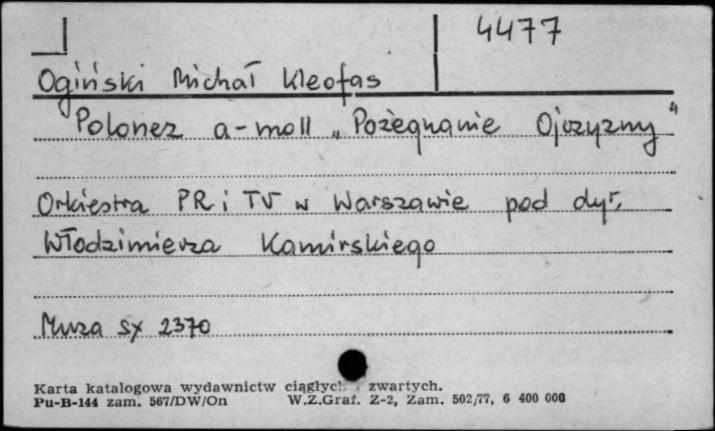 4477
Ogiński Michał Kleofas
Polonez a-moll „Pożegnanie Ojczyzny"
Orkiestra PR i TV w Warszawie pod dyr.
Włodzimierza Kamirskiego
Muza SX 2370
Karta katalogowa wydawnictw ciągłych i zwartych.
Pu-B-144 zam. 567/DW/On W.Z.Graf. Z-2, Zam. 502/77, 6 400 000